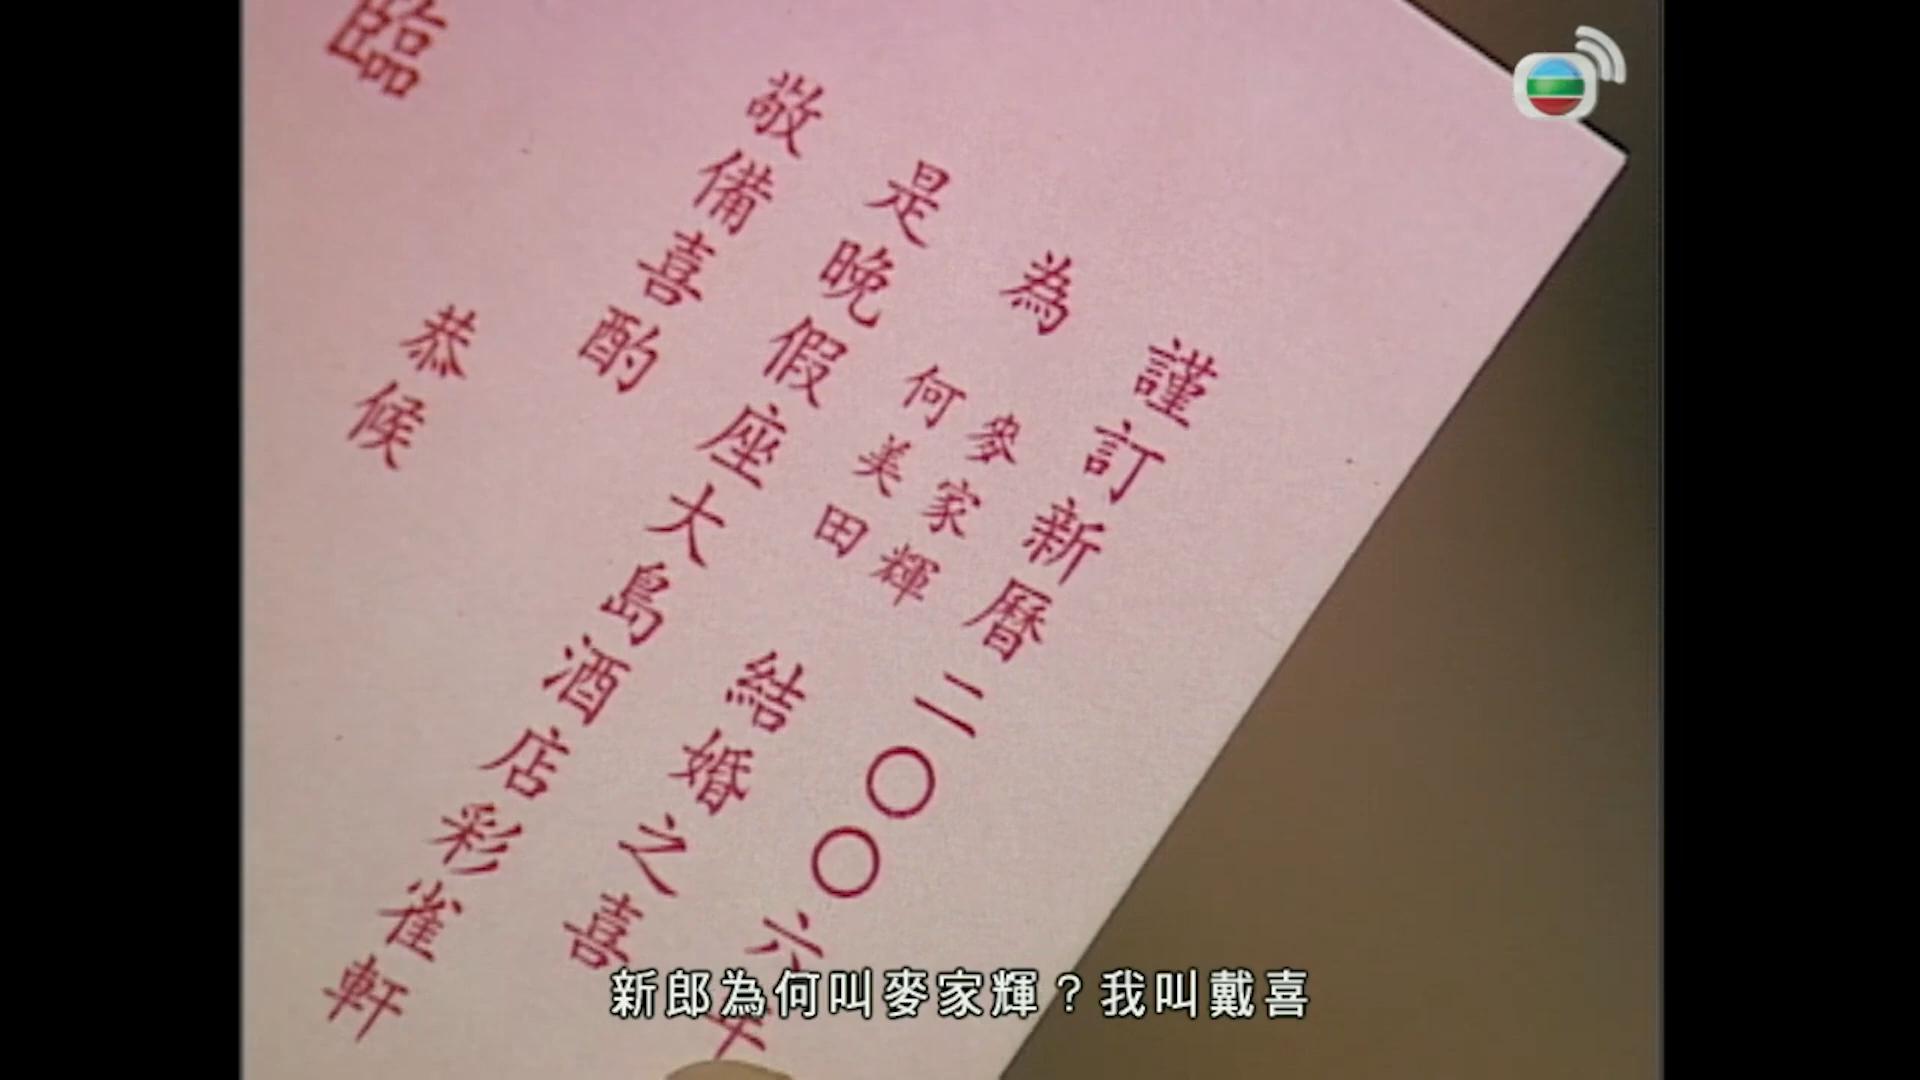 謹訂新曆二〇〇六年
為
麥家輝
何美田
結婚之喜
是晚假座大島酒店彩雀軒
敬備喜酌
恭候
臨
新郎為何叫麥家輝？我叫戴喜